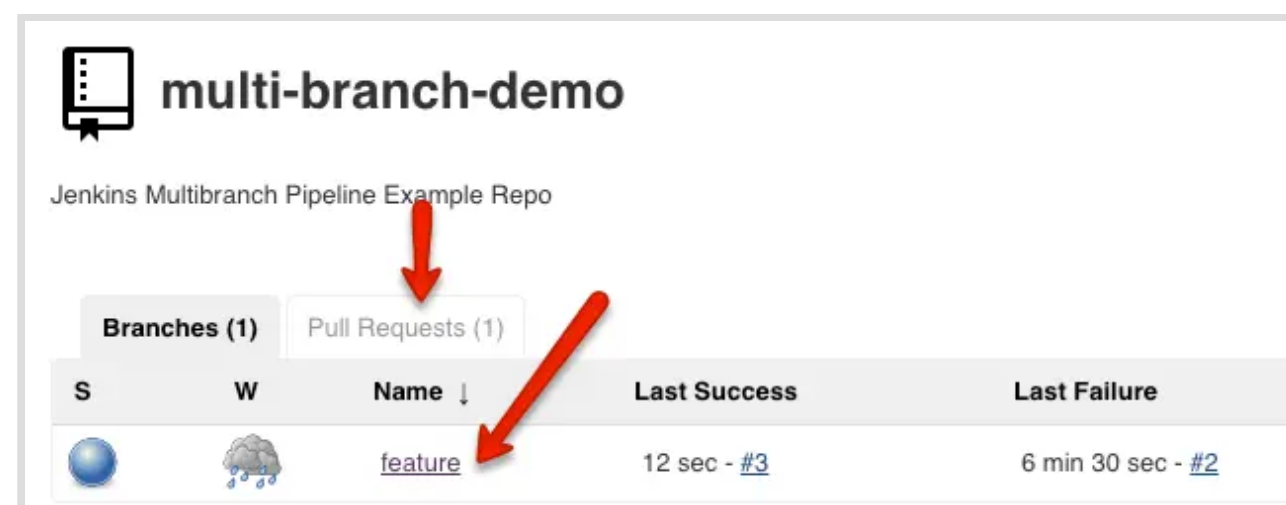 multi-branch-demo
Jenkins Multibranch Pipeline Example Repo
Branches (1) Pull Requests (1)
S W Name ↓ Last Success Last Failure
feature 12 sec - #3 6 min 30 sec - #2